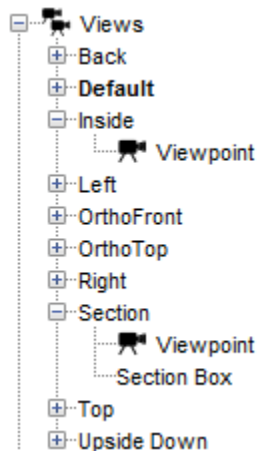 Views
Back
Default
Inside
Viewpoint
Left
OrthoFront
OrthoTop
Right
Section
Viewpoint
Section Box
Top
Upside Down